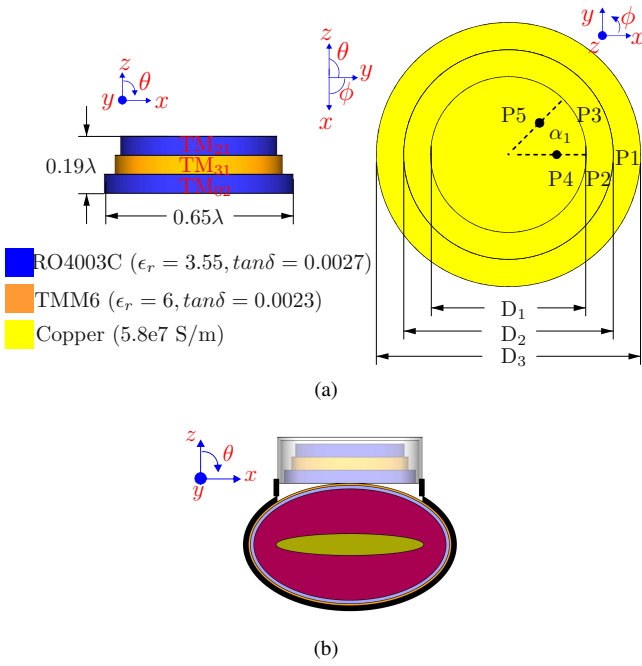 z
θ
y
x
TM21
TM31
TM02
0.19λ
0.65λ
RO4003C (ϵr = 3.55, tanδ = 0.0027)
TMM6 (ϵr = 6, tanδ = 0.0023)
Copper (5.8e7 S/m)
z
θ
y
ϕ
x
y
ϕ
z
x
P5
P3
α1
P1
P4
P2
D1
D2
D3
(a)
z
θ
x
y
(b)